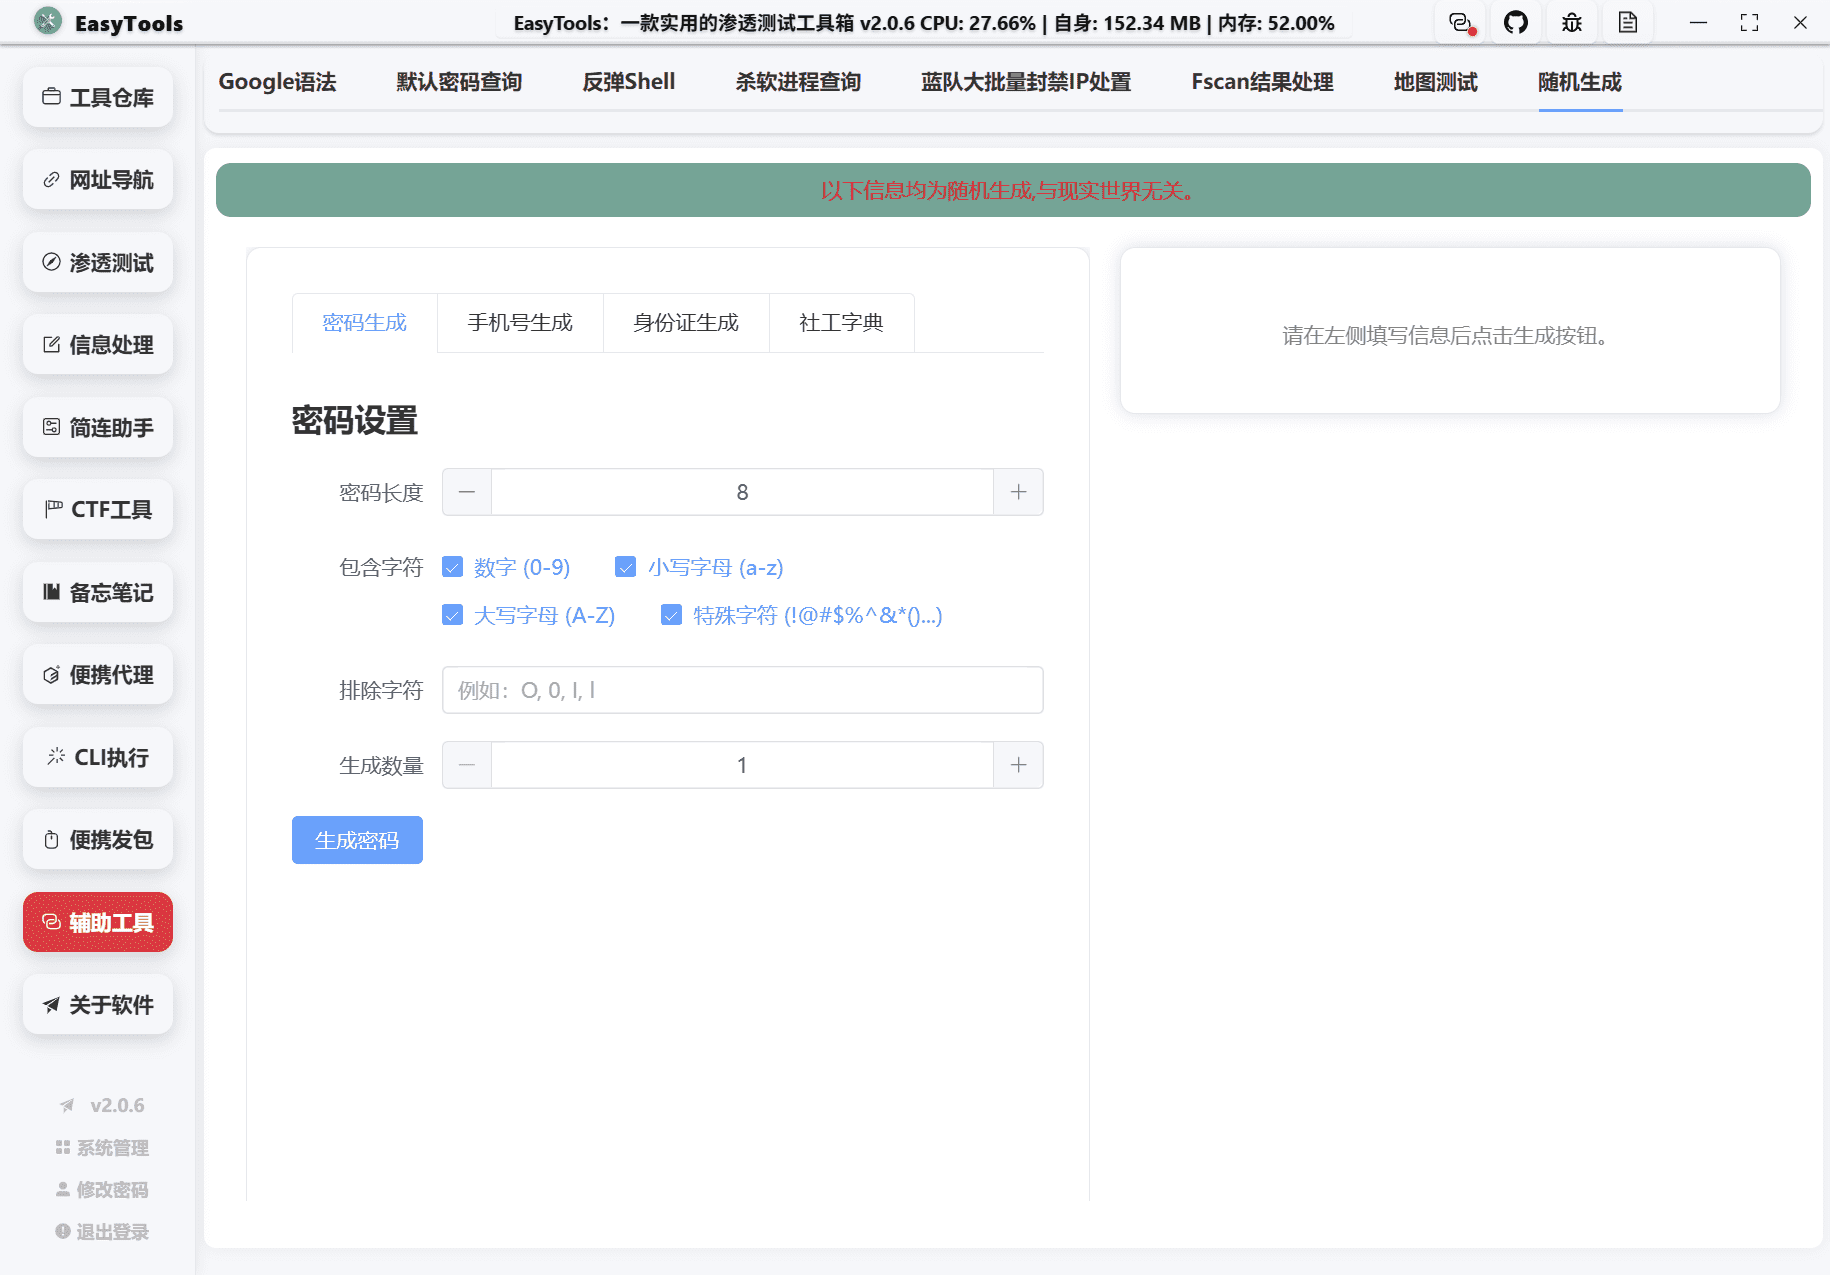 EasyTools
EasyTools：一款实用的渗透测试工具箱 v2.0.6 CPU: 27.66% | 自身: 152.34 MB | 内存: 52.00%
工具仓库
网址导航
渗透测试
信息处理
简连助手
CTF工具
备忘笔记
便携代理
CLI执行
便携发包
辅助工具
关于软件
v2.0.6
系统管理
修改密码
退出登录
Google语法 默认密码查询 反弹Shell 杀软进程查询 蓝队大批量封禁IP处置 Fscan结果处理 地图测试 随机生成
以下信息均为随机生成,与现实世界无关。
密码生成 手机号生成 身份证生成 社工字典
密码设置
密码长度 8
包含字符 数字 (0-9) 小写字母 (a-z)
大写字母 (A-Z) 特殊字符 (!@#$%^&*()...)
排除字符 例如：O, 0, I, l
生成数量 1
生成密码
请在左侧填写信息后点击生成按钮。